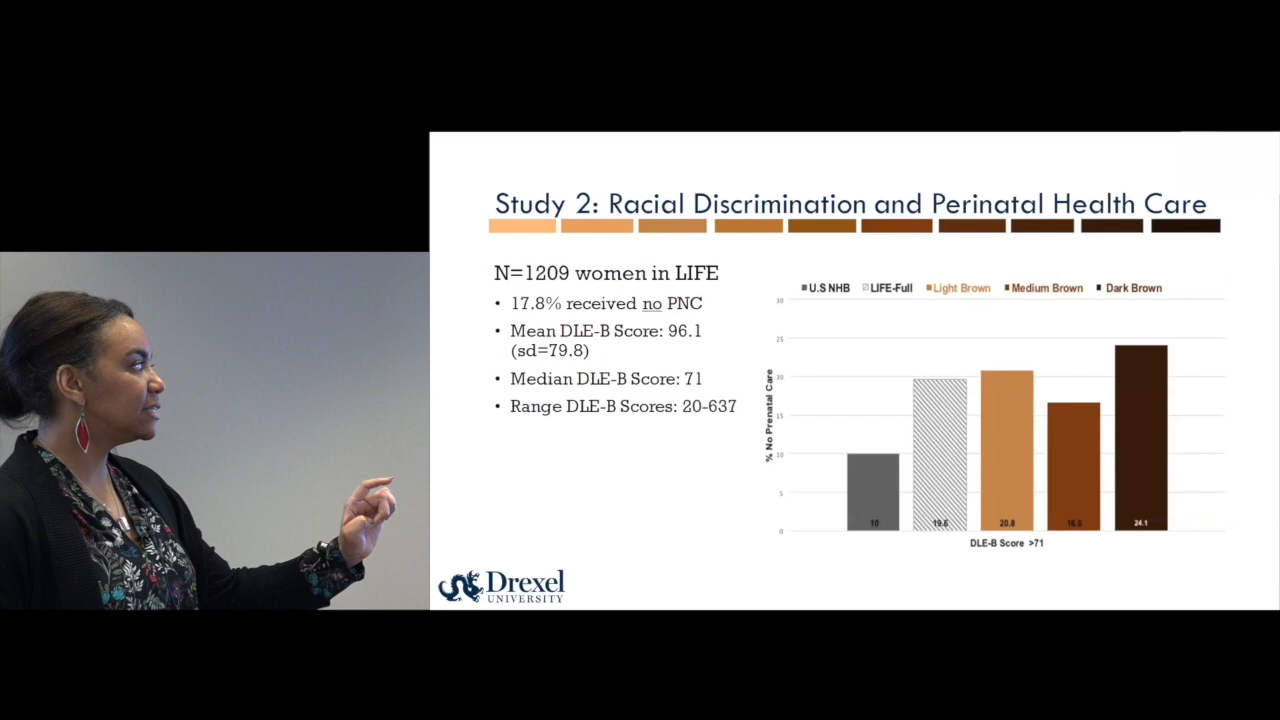 Study 2: Racial Discrimination and Perinatal Health Care
N=1209 women in LIFE
• 17.8% received no PNC
• Mean DLE-B Score: 96.1
(sd=79.8)
• Median DLE-B Score: 71
• Range DLE-B Scores: 20-637
U.S NHB LIFE-Full Light Brown Medium Brown Dark Brown
% No Prenatal Care
30
25
20
15
10
5
0
10 19.6 20.8 16.6 24.1
DLE-B Score >71
Drexel
UNIVERSITY